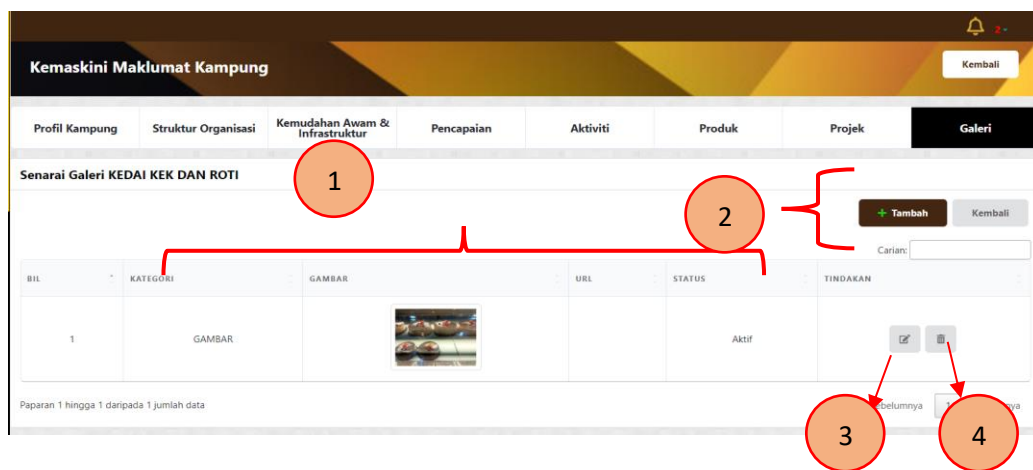 2
Kemaskini Maklumat Kampung
Kembali
Profil Kampung
Struktur Organisasi
Kemudahan Awam &
Infrastruktur
Pencapaian
Aktiviti
Produk
Projek
Galeri
Senarai Galeri KEDAI KEK DAN ROTI
1
2
+ Tambah
Kembali
Carian:
BIL
KATEGORI
GAMBAR
URL
STATUS
TINDAKAN
1
GAMBAR
Aktif
Paparan 1 hingga 1 daripada 1 jumlah data
3
4